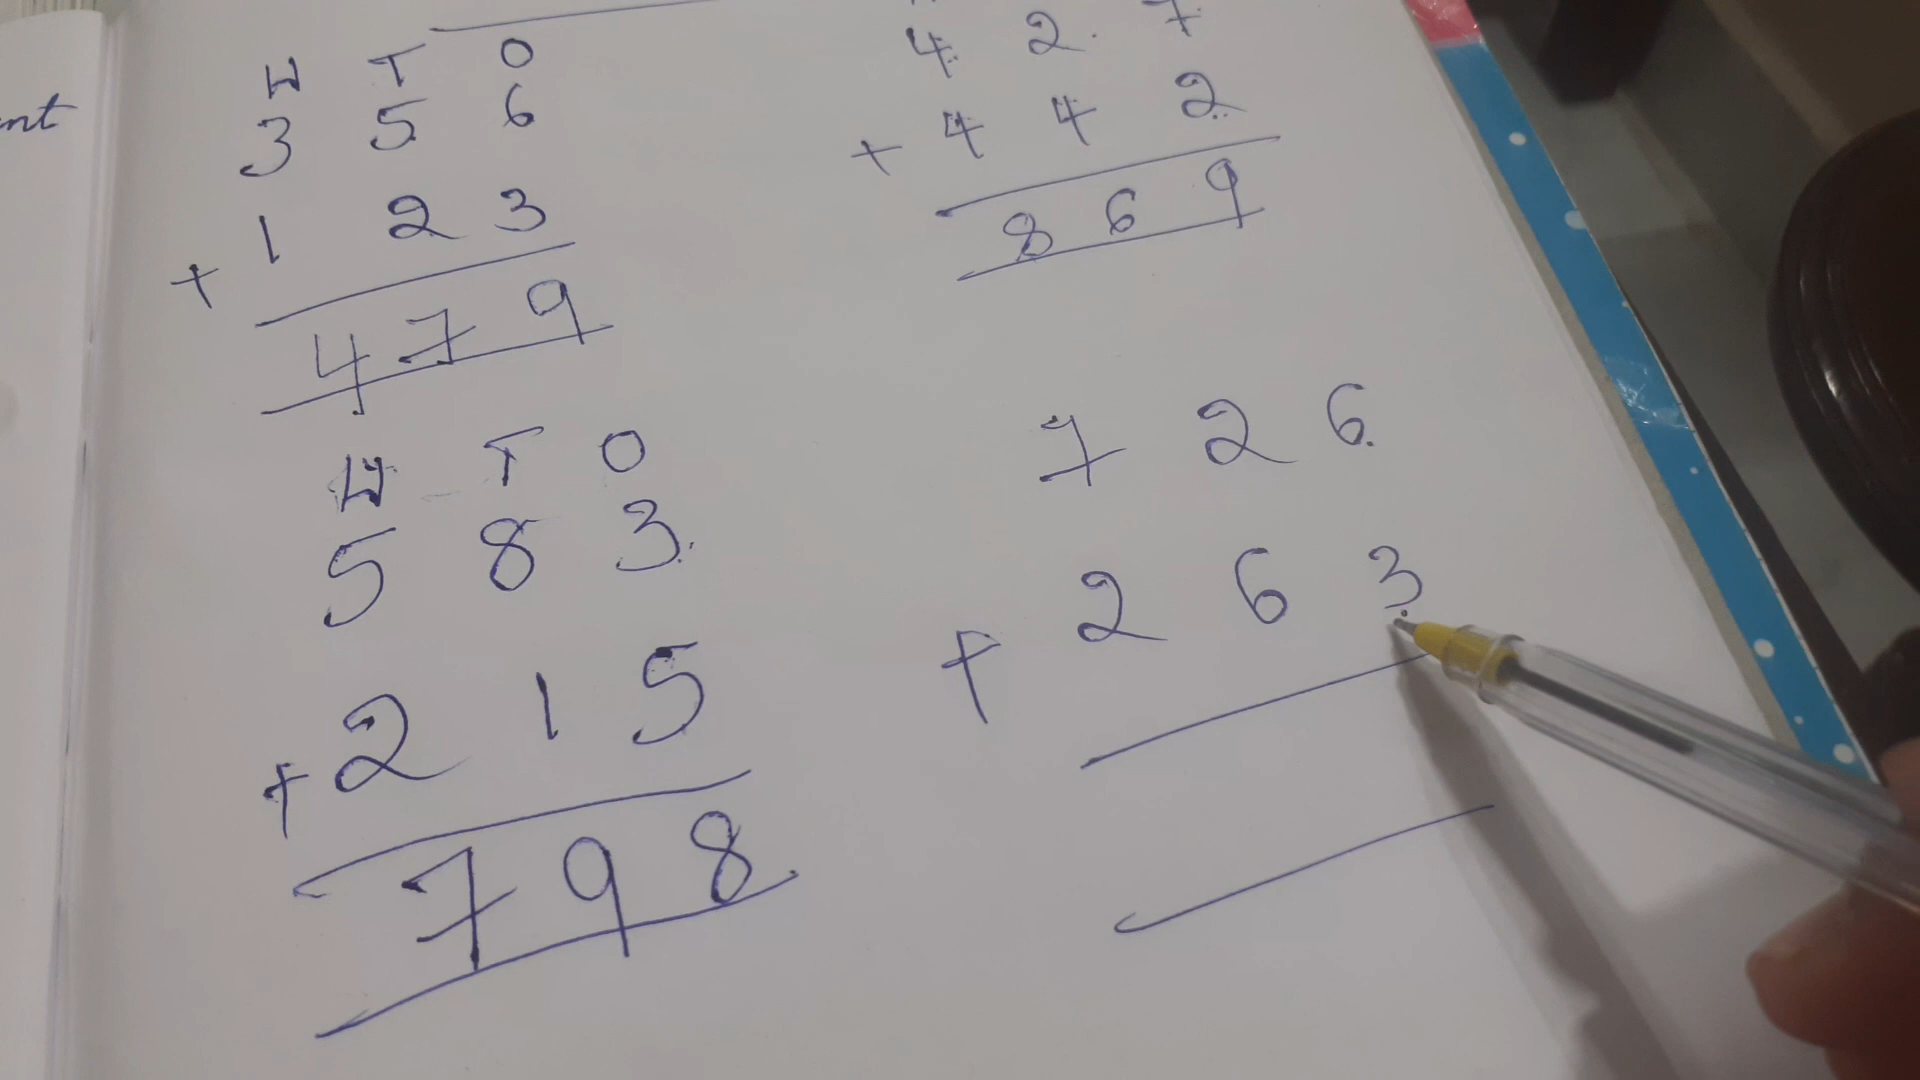 nt
H T O
3 5 6
1 2 3
+
4 7 9
4 2 7
+ 4 4 2
8 6 9
H T O
5 8 3
+ 2 1 5
7 9 8
7 2 6
2 6 3
+